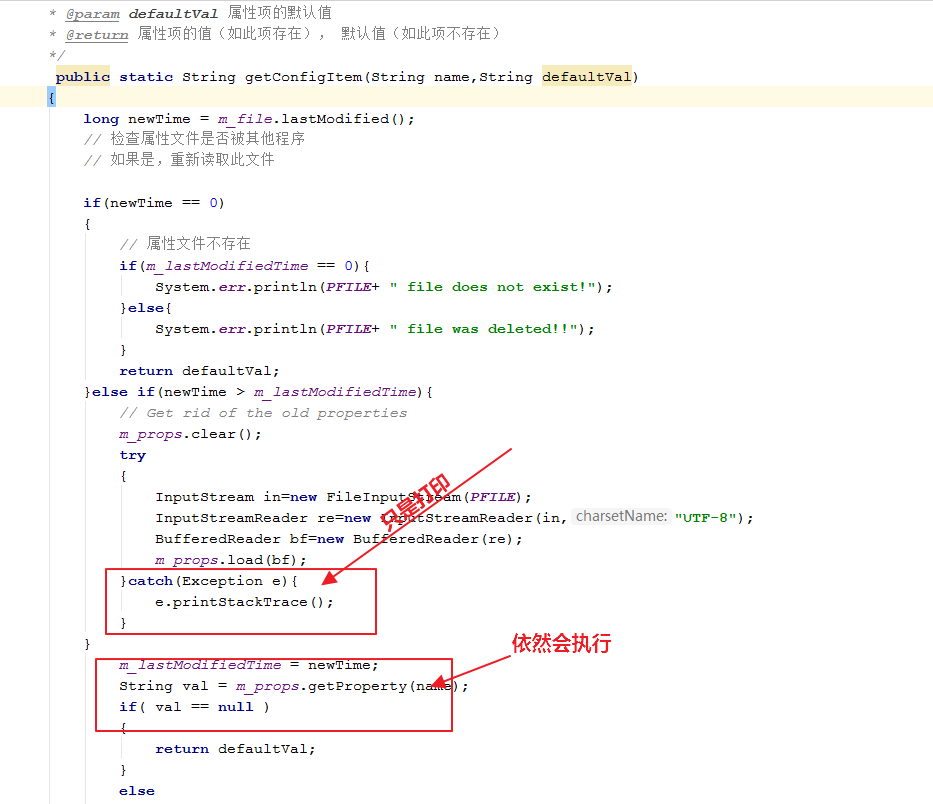 * @param defaultVal 属性项的默认值
* @return 属性项的值（如此项存在）， 默认值（如此项不存在）
*/
public static String getConfigItem(String name,String defaultVal)
{
long newTime = m_file.lastModified();
// 检查属性文件是否被其他程序
// 如果是，重新读取此文件
if(newTime == 0)
{
// 属性文件不存在
if(m_lastModifiedTime == 0){
System.err.println(PFILE+ " file does not exist!");
}else{
System.err.println(PFILE+ " file was deleted!!");
}
return defaultVal;
}else if(newTime > m_lastModifiedTime){
// Get rid of the old properties
m_props.clear();
try
{
InputStream in=new FileInputStream(PFILE);
InputStreamReader re=new InputStreamReader(in, charsetName: "UTF-8");
BufferedReader bf=new BufferedReader(re);
m_props.load(bf);
只是打印
}catch(Exception e){
e.printStackTrace();
}
}
依然会执行
m_lastModifiedTime = newTime;
String val = m_props.getProperty(name);
if( val == null )
{
return defaultVal;
}
else